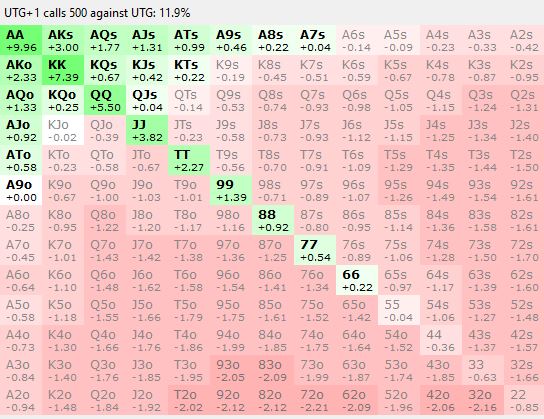 UTG+1 calls 500 against UTG: 11.9%
AA AKs AQs AJs ATs A9s A8s A7s A6s A5s A4s A3s A2s
+9.96 +3.00 +1.77 +1.31 +0.99 +0.46 +0.22 +0.04 -0.14 -0.09 -0.23 -0.33 -0.42
AKo KK KQs KJs KTs K9s K8s K7s K6s K5s K4s K3s K2s
+2.33 +7.39 +0.67 +0.42 +0.22 -0.19 -0.45 -0.51 -0.59 -0.67 -0.78 -0.87 -0.95
AQo KQo QQ QJs QTs Q9s Q8s Q7s Q6s Q5s Q4s Q3s Q2s
+1.33 +0.25 +5.50 +0.04 -0.14 -0.53 -0.74 -0.93 -0.98 -1.05 -1.15 -1.24 -1.31
AJo KJo QJo JJ JTs J9s J8s J7s J6s J5s J4s J3s J2s
+0.92 -0.02 -0.39 +3.82 -0.23 -0.58 -0.73 -0.93 -1.12 -1.15 -1.25 -1.34 -1.40
ATo KTo QTo JTo TT T9s T8s T7s T6s T5s T4s T3s T2s
+0.58 -0.23 -0.58 -0.67 +2.27 -0.56 -0.70 -0.91 -1.09 -1.29 -1.35 -1.44 -1.50
A9o K9o Q9o J9o T9o 99 98s 97s 96s 95s 94s 93s 92s
+0.00 -0.67 -1.00 -1.03 -1.01 +1.39 -0.71 -0.89 -1.07 -1.26 -1.49 -1.54 -1.61
A8o K8o Q8o J8o T8o 98o 88 87s 86s 85s 84s 83s 82s
-0.25 -0.95 -1.22 -1.20 -1.17 -1.16 +0.92 -0.80 -0.95 -1.14 -1.36 -1.58 -1.61
A7o K7o Q7o J7o T7o 97o 87o 77 76s 75s 74s 73s 72s
-0.45 -1.01 -1.43 -1.42 -1.38 -1.36 -1.25 +0.54 -0.89 -1.06 -1.28 -1.50 -1.70
A6o K6o Q6o J6o T6o 96o 86o 76o 66 65s 64s 63s 62s
-0.64 -1.10 -1.48 -1.62 -1.58 -1.54 -1.41 -1.34 +0.22 -0.97 -1.17 -1.39 -1.60
A5o K5o Q5o J5o T5o 95o 85o 75o 65o 55 54s 53s 52s
-0.58 -1.18 -1.55 -1.66 -1.79 -1.75 -1.61 -1.52 -1.42 -0.04 -1.06 -1.27 -1.48
A4o K4o Q4o J4o T4o 94o 84o 74o 64o 54o 44 43s 42s
-0.73 -1.30 -1.66 -1.76 -1.86 -1.99 -1.85 -1.75 -1.64 -1.52 -0.36 -1.37 -1.57
A3o K3o Q3o J3o T3o 93o 83o 73o 63o 53o 43o 33 32s
-0.84 -1.40 -1.76 -1.85 -1.95 -2.05 -2.09 -1.99 -1.87 -1.74 -1.85 -0.63 -1.66
A2o K2o Q2o J2o T2o 92o 82o 72o 62o 52o 42o 32o 22
-0.94 -1.48 -1.84 -1.92 -2.02 -2.12 -2.12 -2.21 -2.09 -1.96 -2.06 -2.16 -0.85